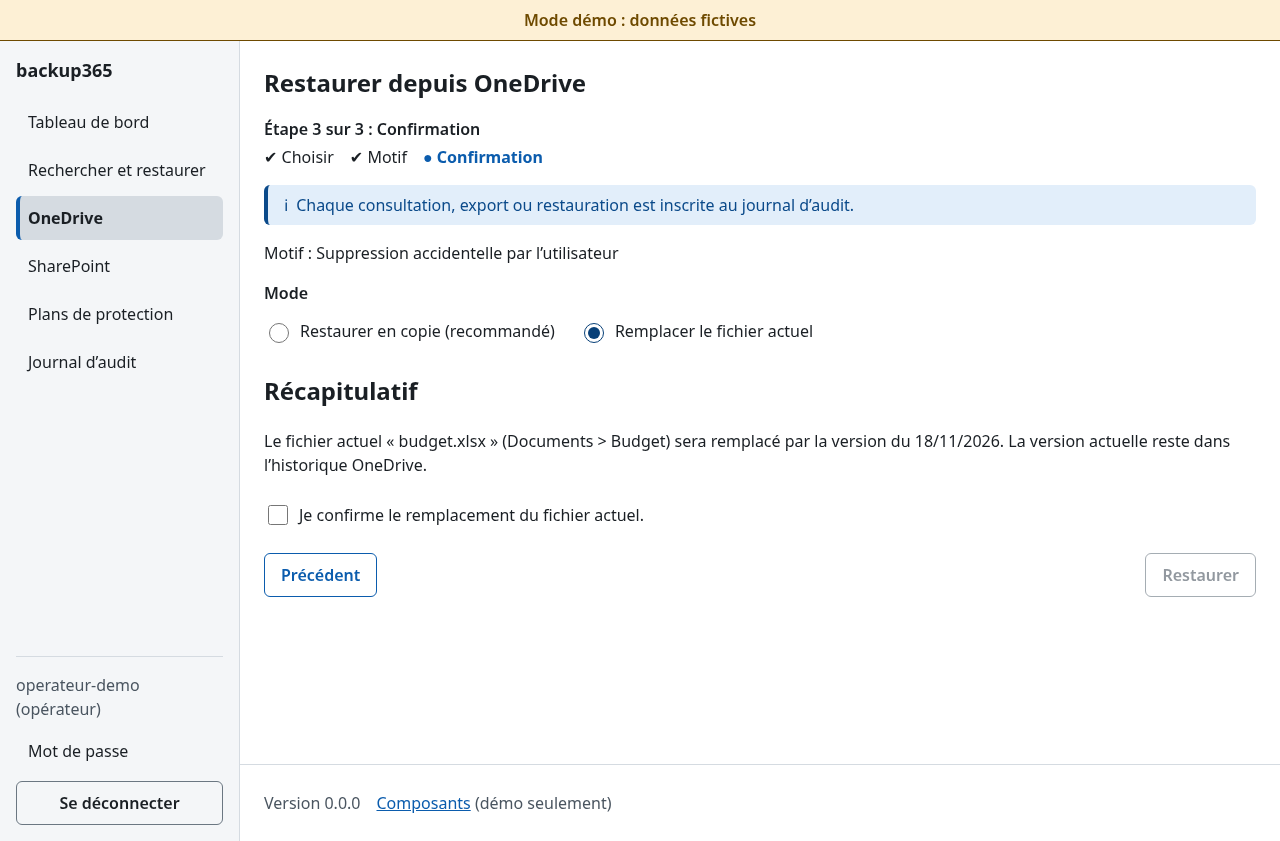 Mode démo : données fictives
backup365
Tableau de bord
Rechercher et restaurer
OneDrive
SharePoint
Plans de protection
Journal d’audit
operateur-demo
(opérateur)
Mot de passe
Se déconnecter
Restaurer depuis OneDrive
Étape 3 sur 3 : Confirmation
✔ Choisir ✔ Motif ● Confirmation
i Chaque consultation, export ou restauration est inscrite au journal d’audit.
Motif : Suppression accidentelle par l’utilisateur
Mode
Restaurer en copie (recommandé) Remplacer le fichier actuel
Récapitulatif
Le fichier actuel « budget.xlsx » (Documents > Budget) sera remplacé par la version du 18/11/2026. La version actuelle reste dans
l’historique OneDrive.
Je confirme le remplacement du fichier actuel.
Précédent Restaurer
Version 0.0.0 Composants (démo seulement)